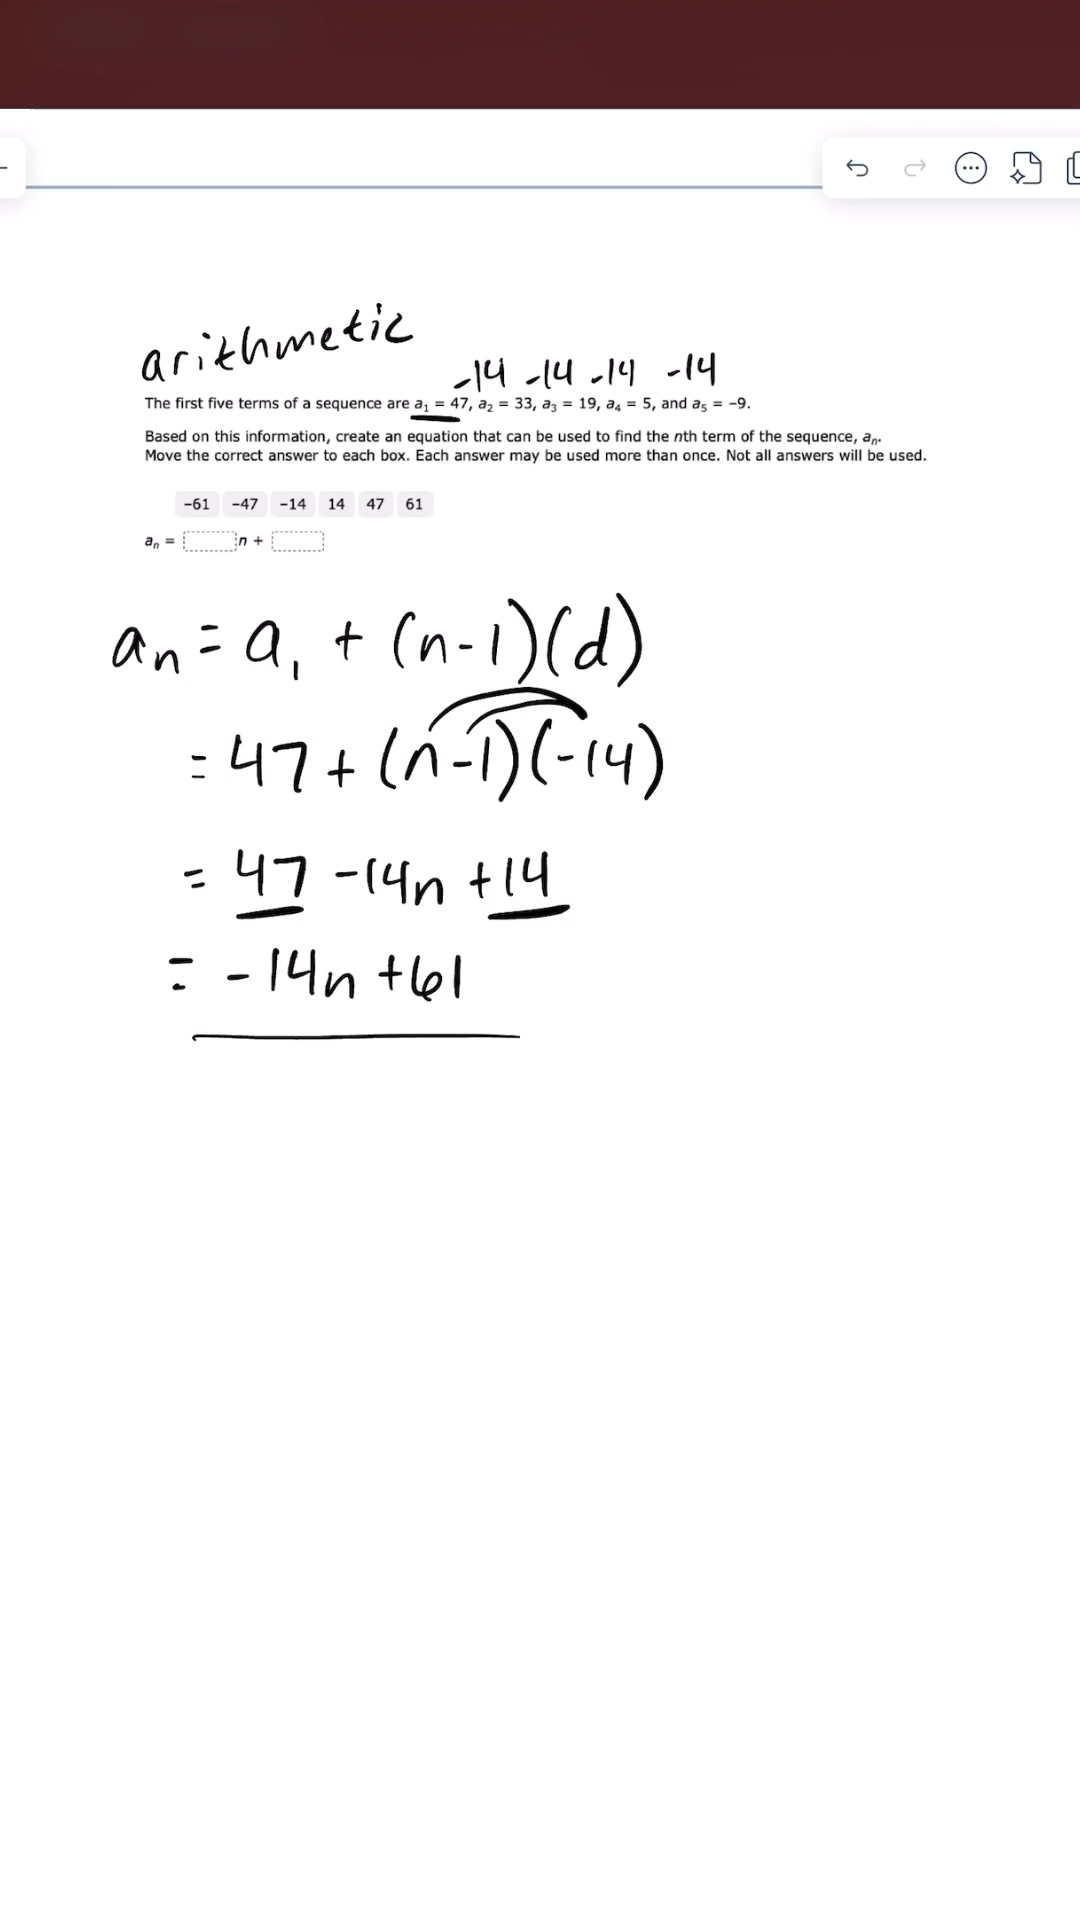 arithmetic
-14 -14 -14 -14
The first five terms of a sequence are a₁ = 47, a₂ = 33, a₃ = 19, a₄ = 5, and a₅ = −9.
Based on this information, create an equation that can be used to find the nth term of the sequence, aₙ.
Move the correct answer to each box. Each answer may be used more than once. Not all answers will be used.
−61 −47 −14 14 47 61
aₙ = n +
an = a₁ + (n-1)(d)
= 47 + (n-1)(-14)
= 47 -14n +14
= -14n +61